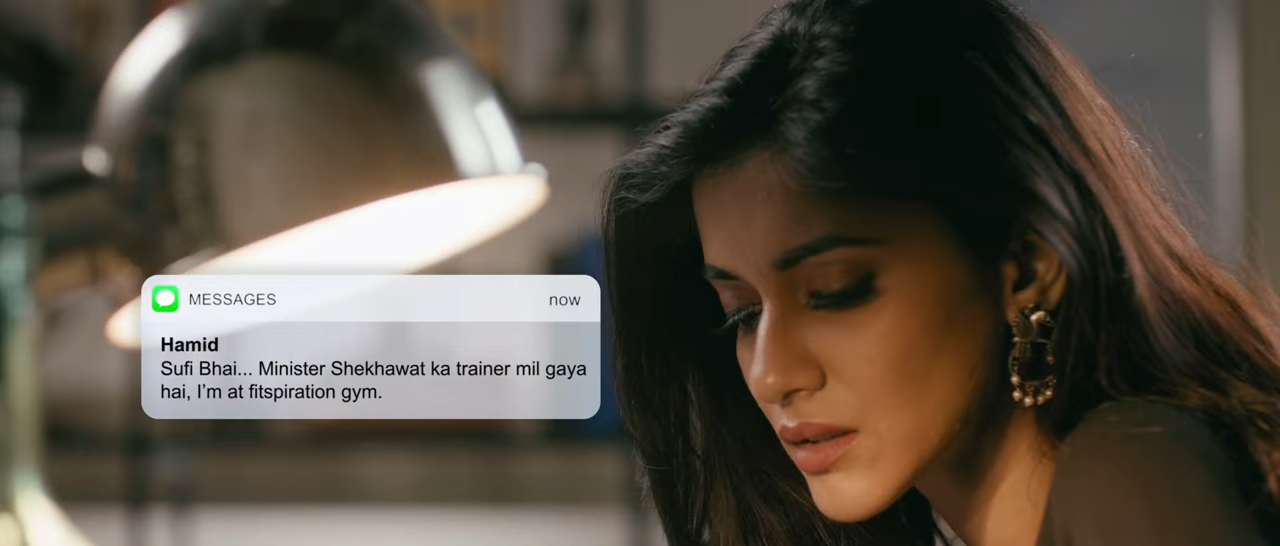 MESSAGES now
Hamid
Sufi Bhai... Minister Shekhawat ka trainer mil gaya
hai, I'm at fitspiration gym.